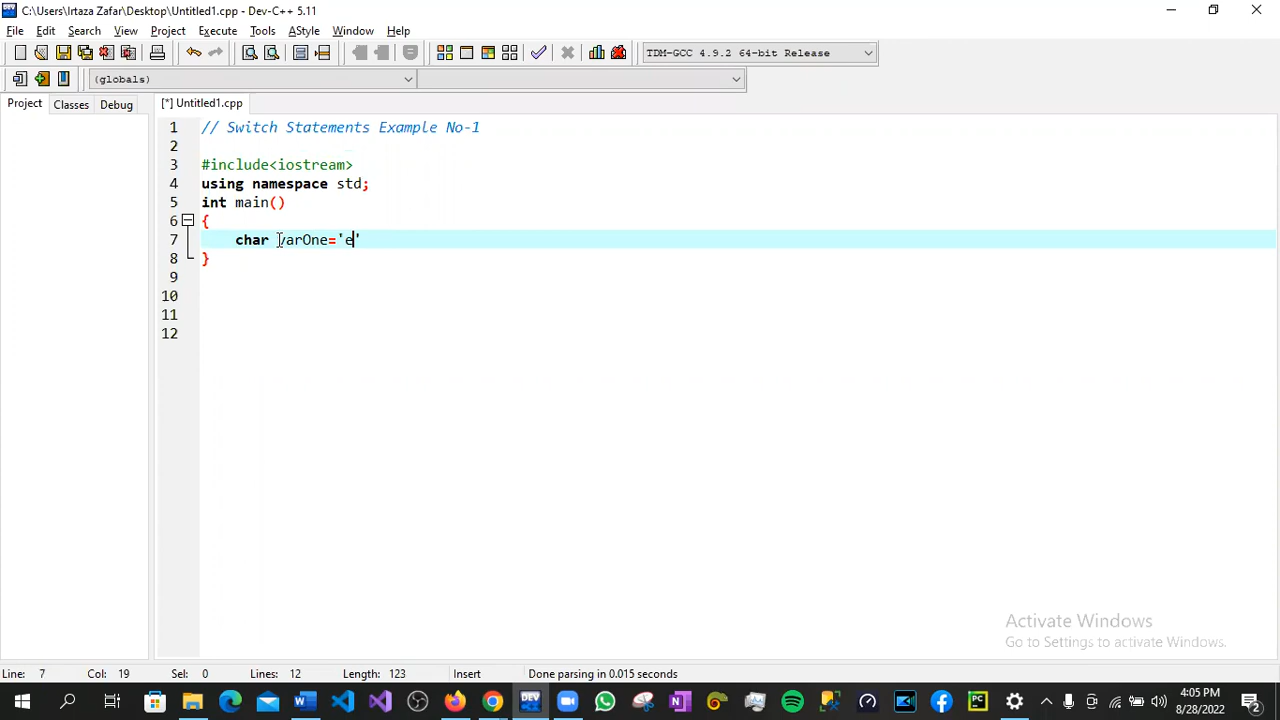 C:\Users\Irtaza Zafar\Desktop\Untitled1.cpp - Dev-C++ 5.11
File Edit Search View Project Execute Tools AStyle Window Help
TDM-GCC 4.9.2 64-bit Release
(globals)
Project Classes Debug [*] Untitled1.cpp
1 // Switch Statements Example No-1
2
3 #include<iostream>
4 using namespace std;
5 int main()
6 {
7 char varOne='e'
8 }
9
10
11
12
Activate Windows
Go to Settings to activate Windows.
Line: 7 Col: 19 Sel: 0 Lines: 12 Length: 123 Insert Done parsing in 0.015 seconds
4:05 PM
8/28/2022